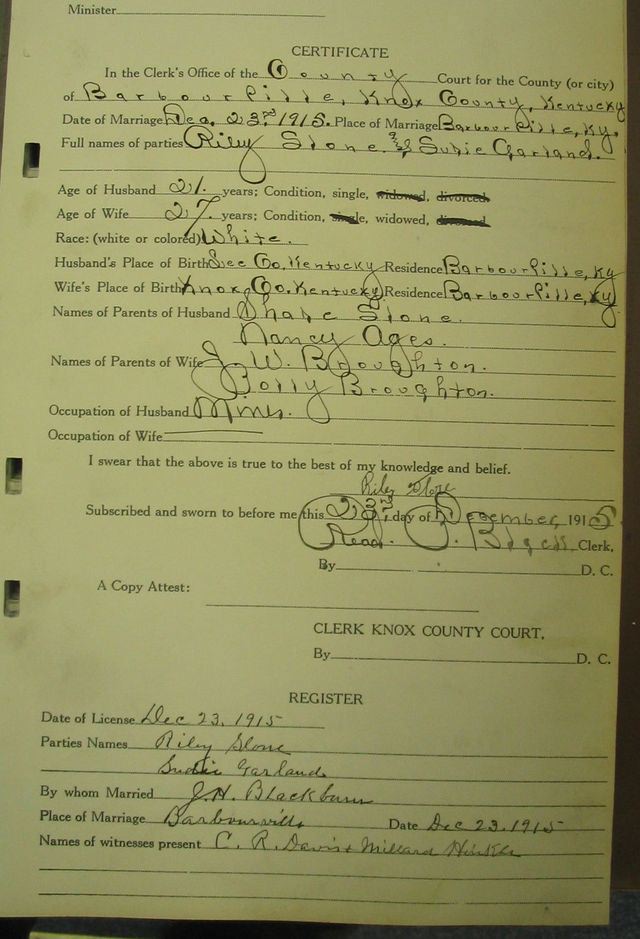 Minister
CERTIFICATE
In the Clerk's Office of the County Court for the County (or city)
of Barbourville, Knox County, Kentucky
Date of Marriage Dec. 23rd 1915. Place of Marriage Barbourville, Ky.
Full names of parties Riley Slone & Susie Garland.
Age of Husband 21. years; Condition, single, widowed, divorced
Age of Wife 27 years; Condition, single, widowed, divorced
Race: (white or colored) White.
Husband's Place of Birth Lee Co. Kentucky Residence Barbourville, Ky
Wife's Place of Birth Knox Co. Kentucky Residence Barbourville, Ky
Names of Parents of Husband Slone.
Nancy Ages.
Names of Parents of Wife J. W. Broughton.
Polly Broughton.
Occupation of Husband Miner.
Occupation of Wife
I swear that the above is true to the best of my knowledge and belief.
Riley Slone
Subscribed and sworn to before me this 23rd, day of December, 1915
Read P. Clerk,
By D. C.
A Copy Attest:
CLERK KNOX COUNTY COURT,
By D. C.
REGISTER
Date of License Dec 23, 1915
Parties Names Riley Slone
Garland
By whom Married J. H. Blackburn
Place of Marriage Barbourville Date Dec 23, 1915
Names of witnesses present C. R. Davis & Millard Hinkle